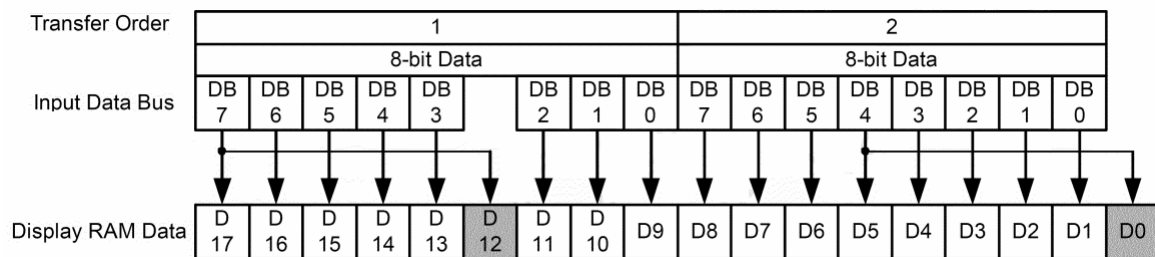 Transfer Order 1 2
8-bit Data 8-bit Data
Input Data Bus DB 7 DB 6 DB 5 DB 4 DB 3 DB 2 DB 1 DB 0 DB 7 DB 6 DB 5 DB 4 DB 3 DB 2 DB 1 DB 0
Display RAM Data D 17 D 16 D 15 D 14 D 13 D 12 D 11 D 10 D9 D8 D7 D6 D5 D4 D3 D2 D1 D0